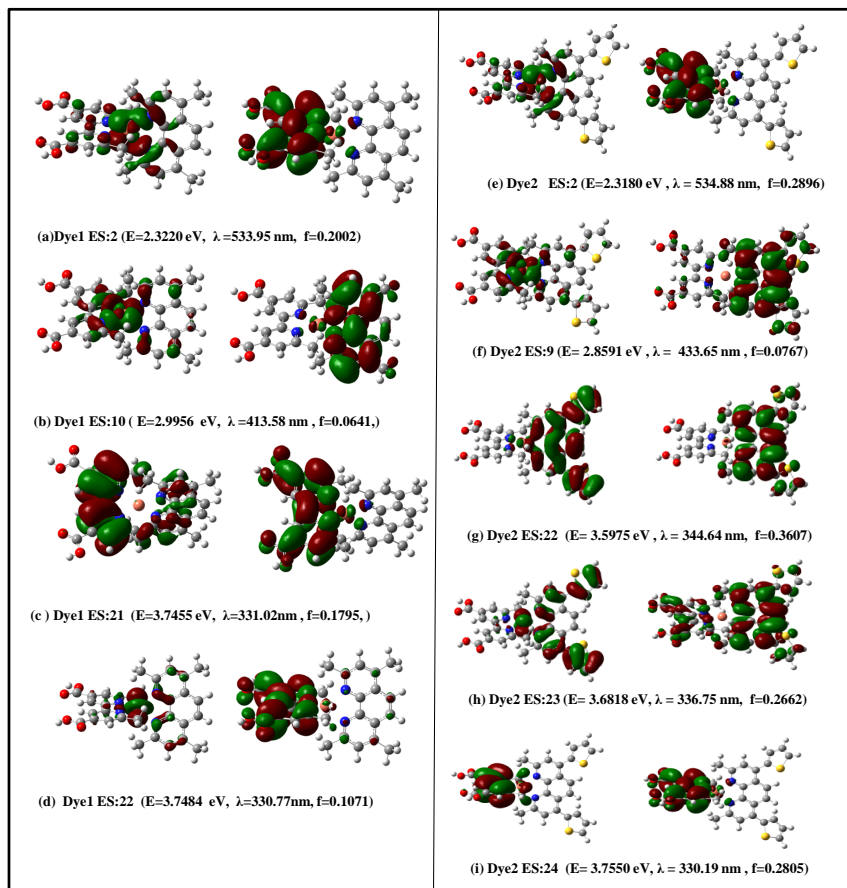 (a)Dye1 ES:2 (E=2.3220 eV, λ =533.95 nm, f=0.2002)
(b) Dye1 ES:10 ( E=2.9956 eV, λ=413.58 nm , f=0.0641,)
(c ) Dye1 ES:21 (E=3.7455 eV, λ=331.02nm , f=0.1795, )
(d) Dye1 ES:22 (E=3.7484 eV, λ=330.77nm, f=0.1071)
(e) Dye2 ES:2 (E=2.3180 eV , λ = 534.88 nm, f=0.2896)
(f) Dye2 ES:9 (E= 2.8591 eV , λ = 433.65 nm , f=0.0767)
(g) Dye2 ES:22 (E= 3.5975 eV , λ = 344.64 nm , f=0.3607)
(h) Dye2 ES:23 (E= 3.6818 eV, λ = 336.75 nm, f=0.2662)
(i) Dye2 ES:24 (E= 3.7550 eV, λ = 330.19 nm , f=0.2805)